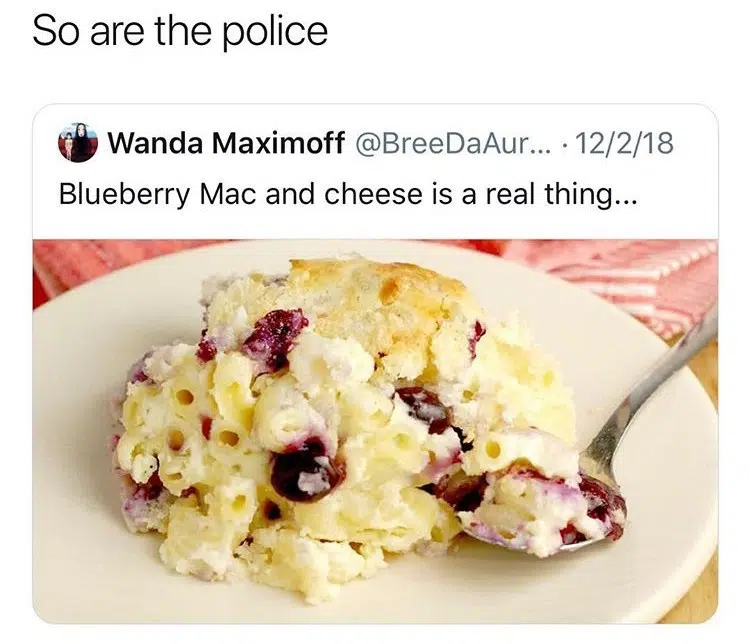 So are the police
Wanda Maximoff @BreeDaAur... · 12/2/18
Blueberry Mac and cheese is a real thing...